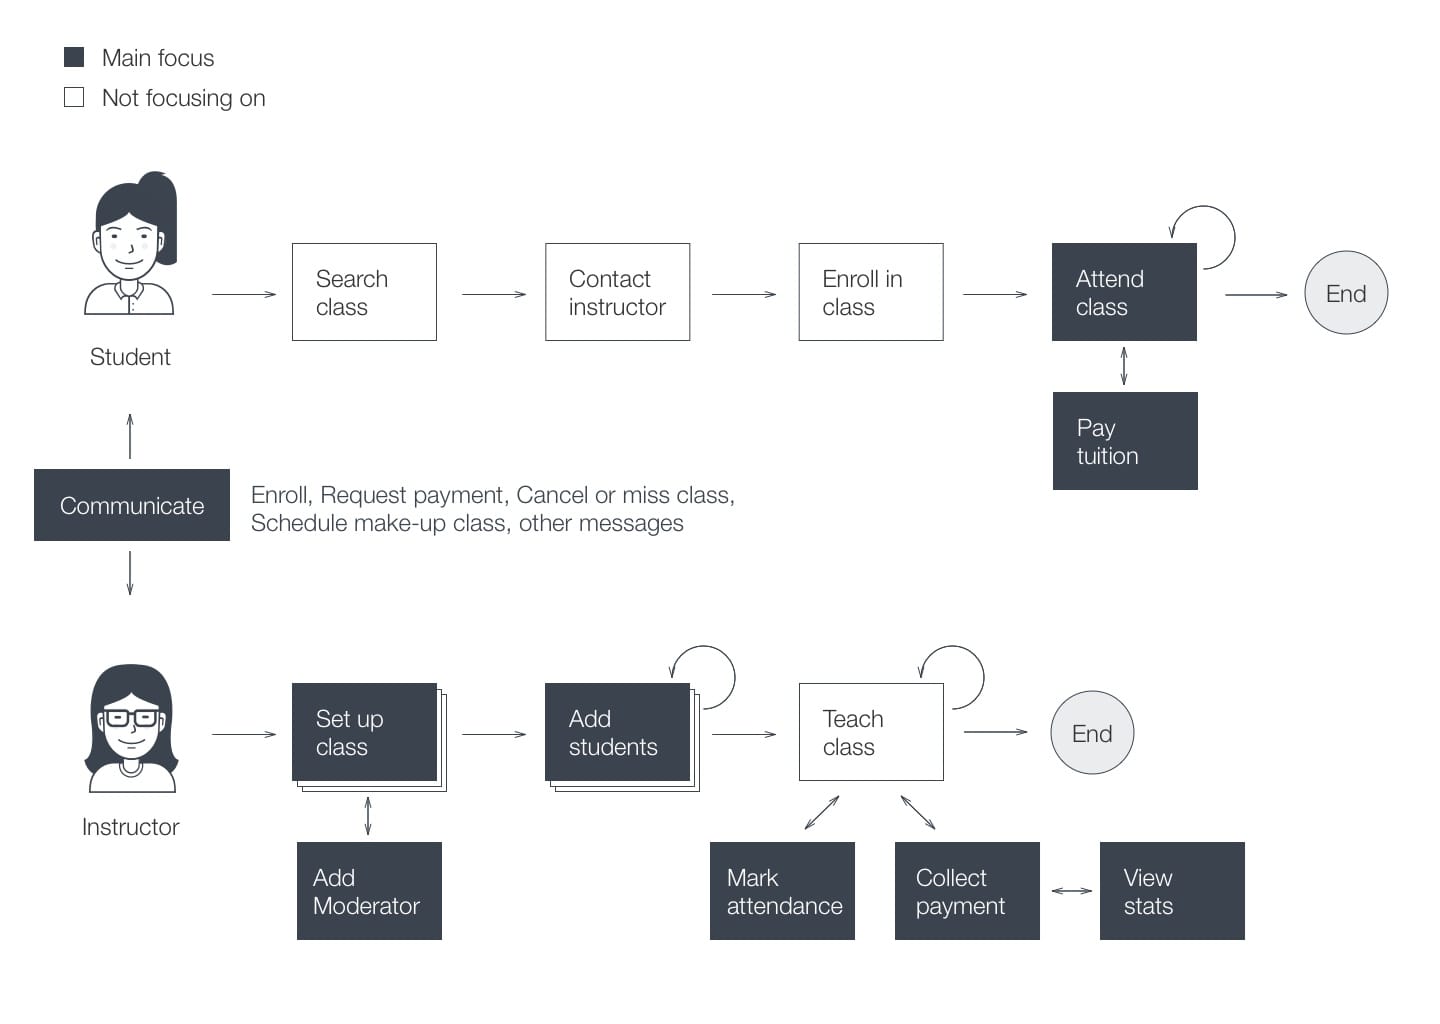 Main focus
Not focusing on
Search
class
Contact
instructor
Enroll in
class
Attend
class
End
Student
Pay
tuition
Communicate
Enroll, Request payment, Cancel or miss class,
Schedule make-up class, other messages
Set up
class
Add
students
Teach
class
End
Instructor
Add
Moderator
Mark
attendance
Collect
payment
View
stats